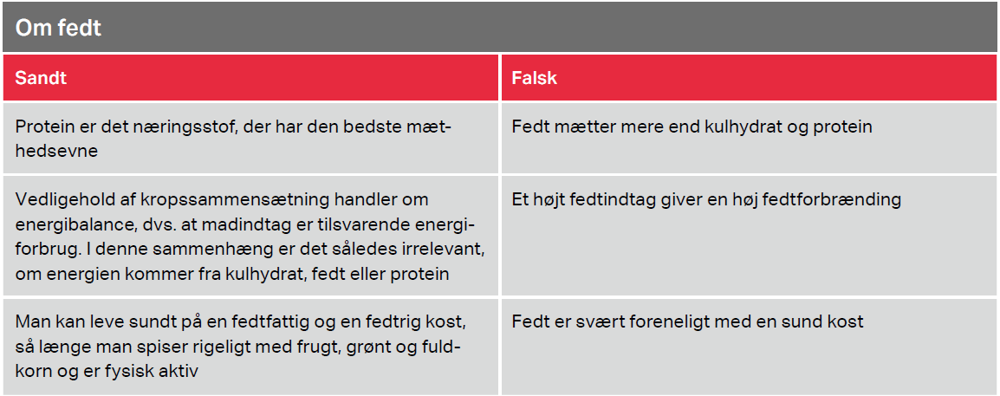 Om fedt
Sandt
Falsk
Protein er det næringsstof, der har den bedste mæt-
hedsevne
Fedt mætter mere end kulhydrat og protein
Vedligehold af kropssammensætning handler om
energibalance, dvs. at madindtag er tilsvarende energi-
forbrug. I denne sammenhæng er det således irrelevant,
om energien kommer fra kulhydrat, fedt eller protein
Et højt fedtindtag giver en høj fedtforbrænding
Man kan leve sundt på en fedtfattig og en fedtrig kost,
så længe man spiser rigeligt med frugt, grønt og fuld-
korn og er fysisk aktiv
Fedt er svært foreneligt med en sund kost